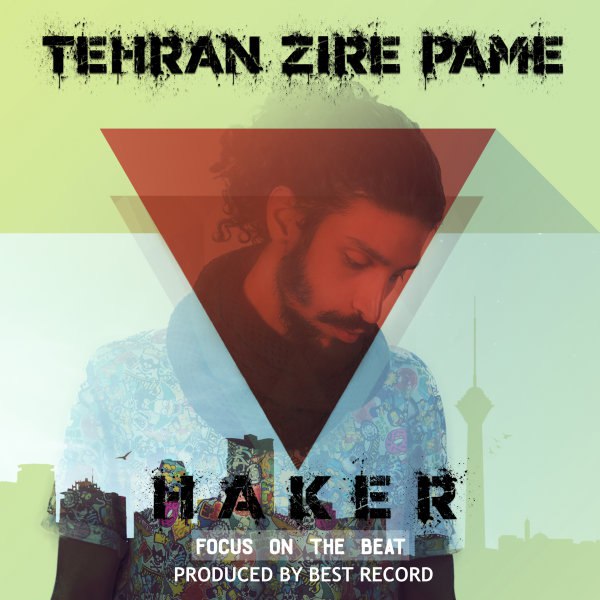 TEHRAN ZIRE PAME
HAKER
FOCUS ON THE BEAT
PRODUCED BY BEST RECORD